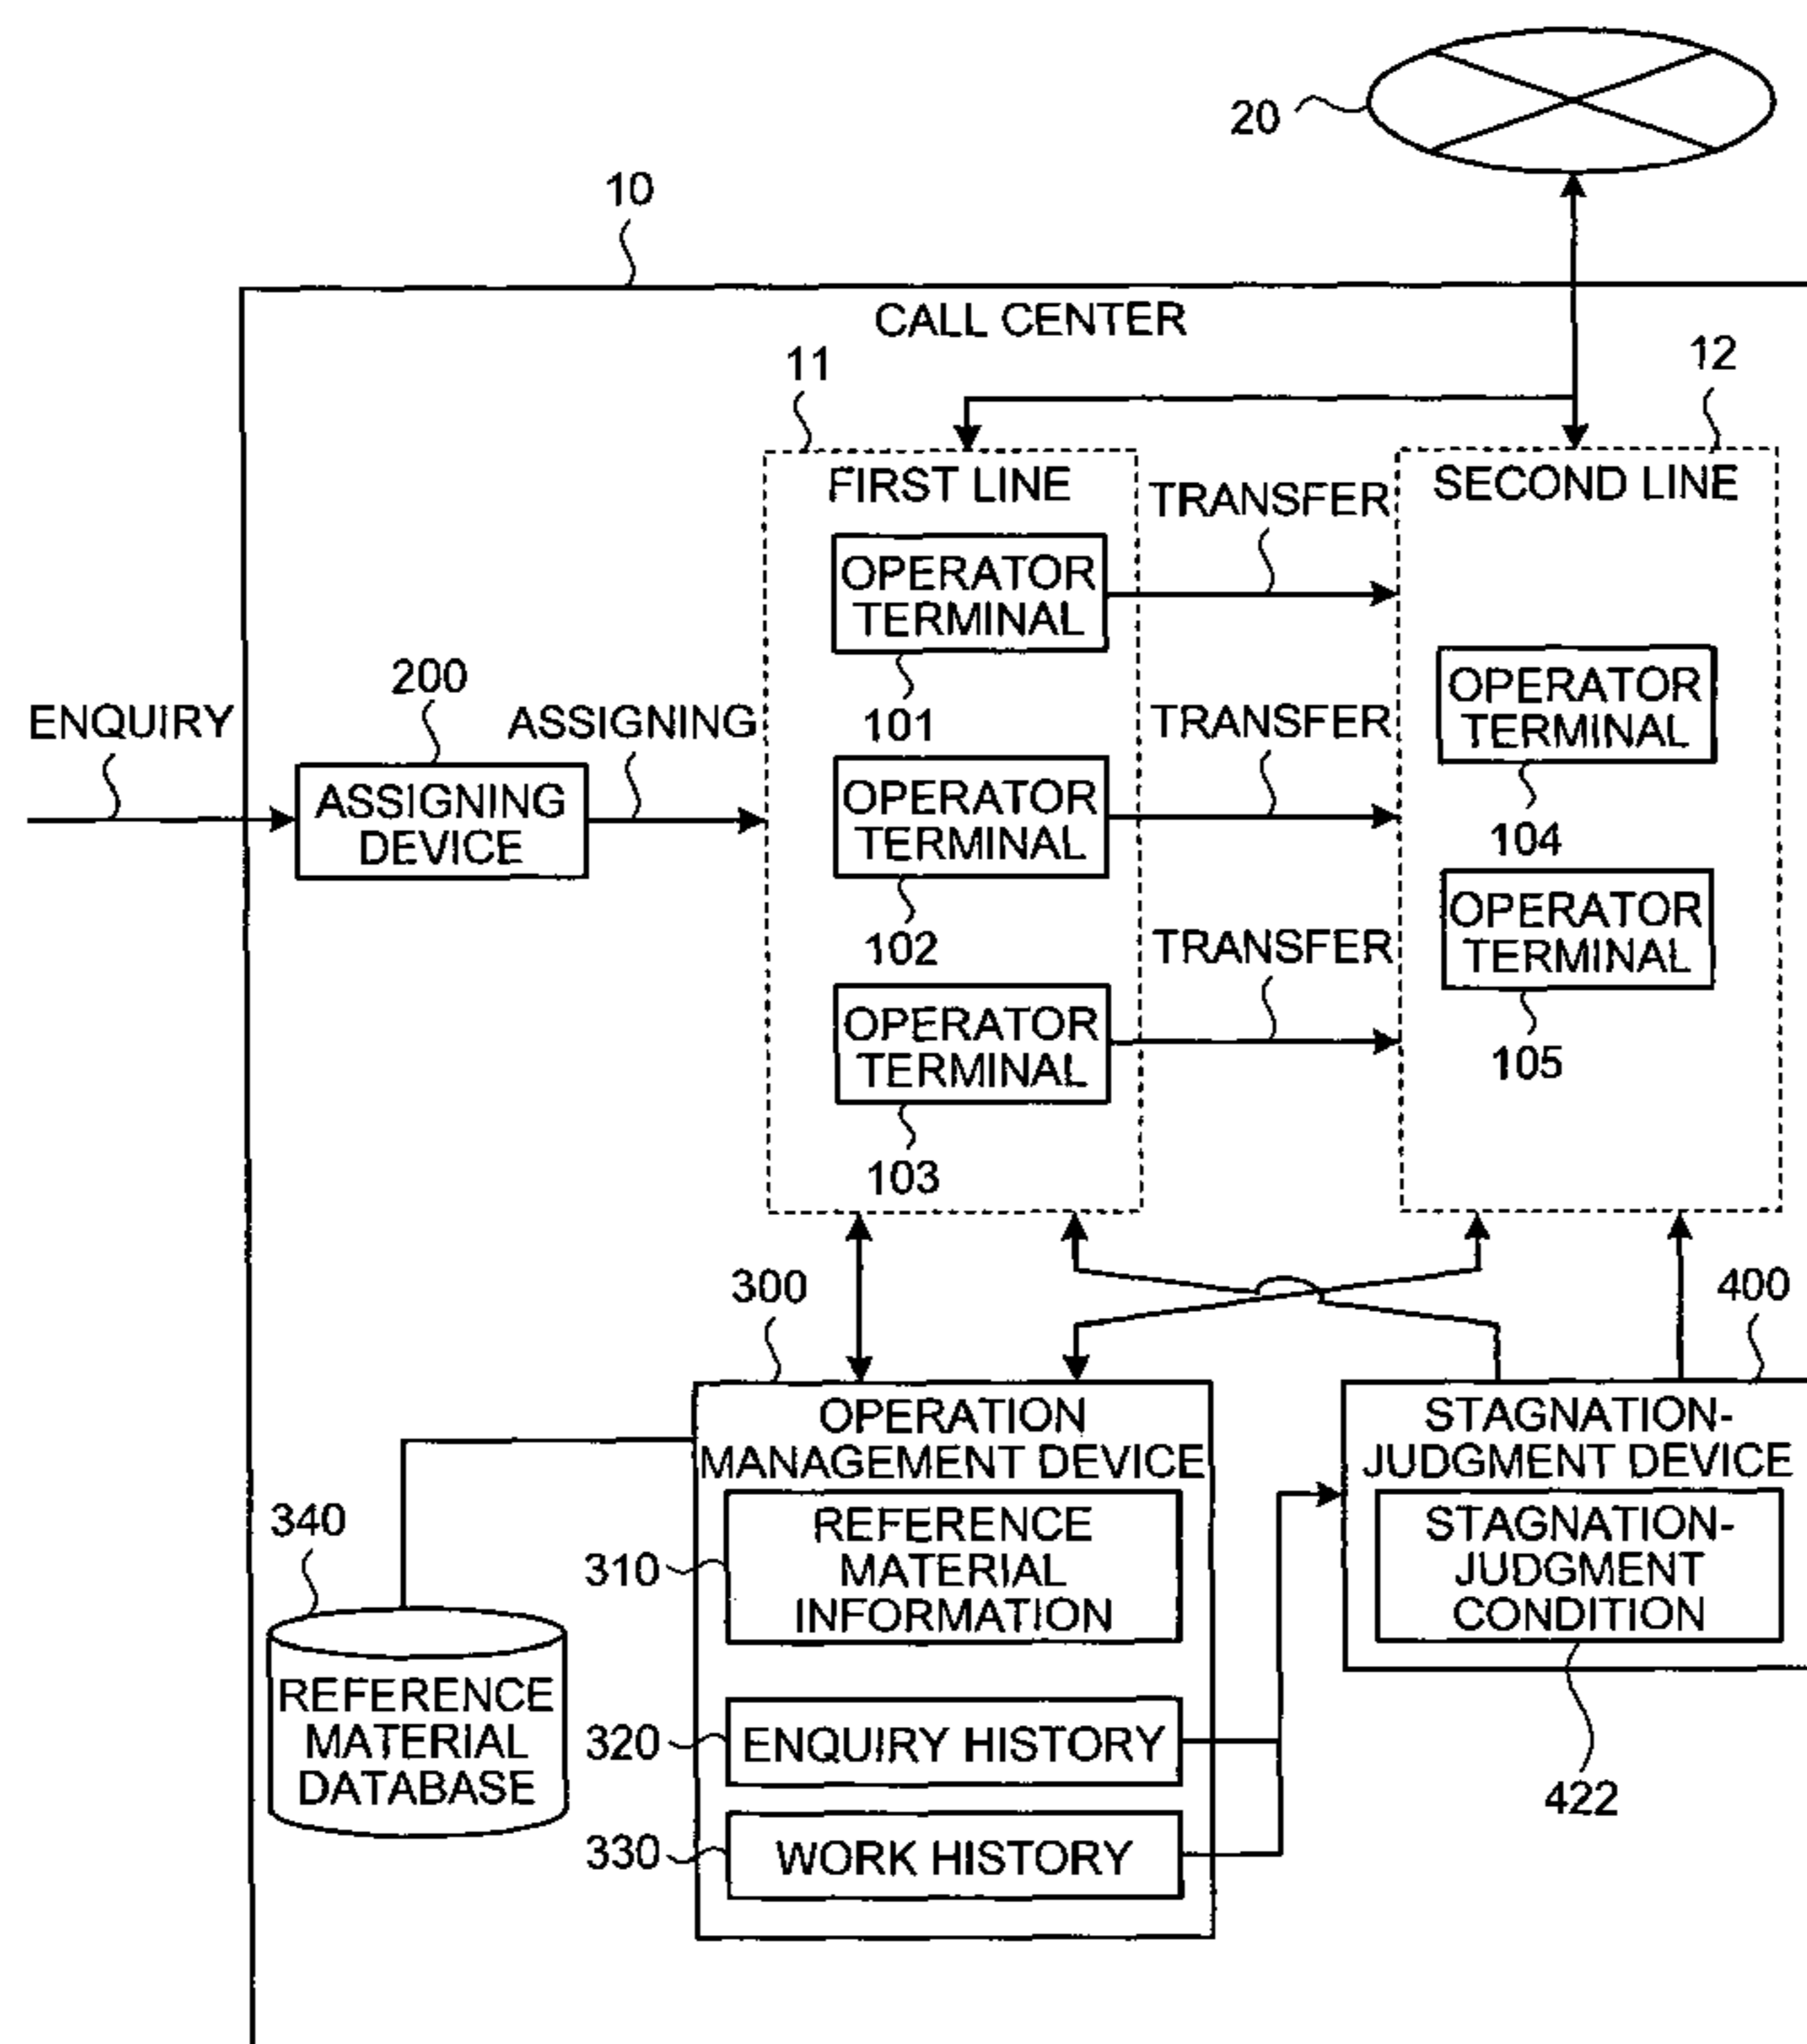 20
10
CALL CENTER
11
12
FIRST LINE
SECOND LINE
TRANSFER
OPERATOR
TERMINAL
101
200
ENQUIRY
ASSIGNING
ASSIGNING
DEVICE
TRANSFER
OPERATOR
TERMINAL
102
OPERATOR
TERMINAL
104
TRANSFER
OPERATOR
TERMINAL
103
OPERATOR
TERMINAL
105
300
400
OPERATION
MANAGEMENT DEVICE
STAGNATION-
JUDGMENT DEVICE
340
310
REFERENCE
MATERIAL
INFORMATION
STAGNATION-
JUDGMENT
CONDITION
422
REFERENCE
MATERIAL
DATABASE
320
ENQUIRY HISTORY
330
WORK HISTORY